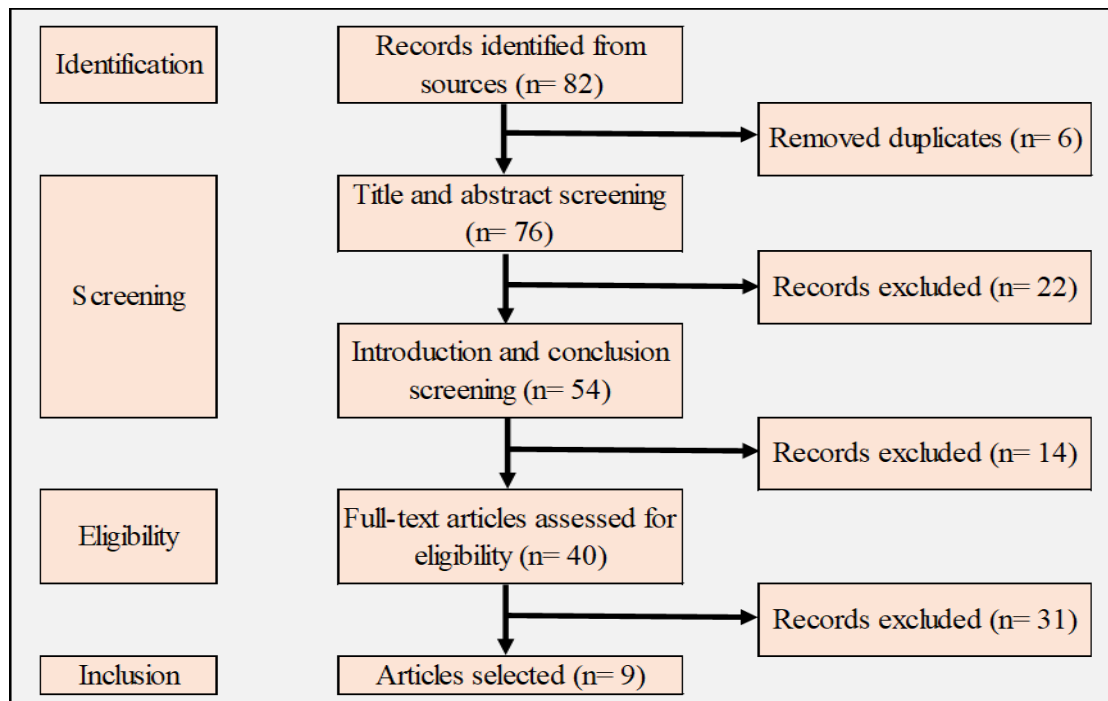 Identification
Records identified from
sources (n= 82)
Removed duplicates (n= 6)
Screening
Title and abstract screening
(n= 76)
Records excluded (n= 22)
Introduction and conclusion
screening (n= 54)
Records excluded (n= 14)
Eligibility
Full-text articles assessed for
eligibility (n= 40)
Records excluded (n= 31)
Inclusion
Articles selected (n= 9)